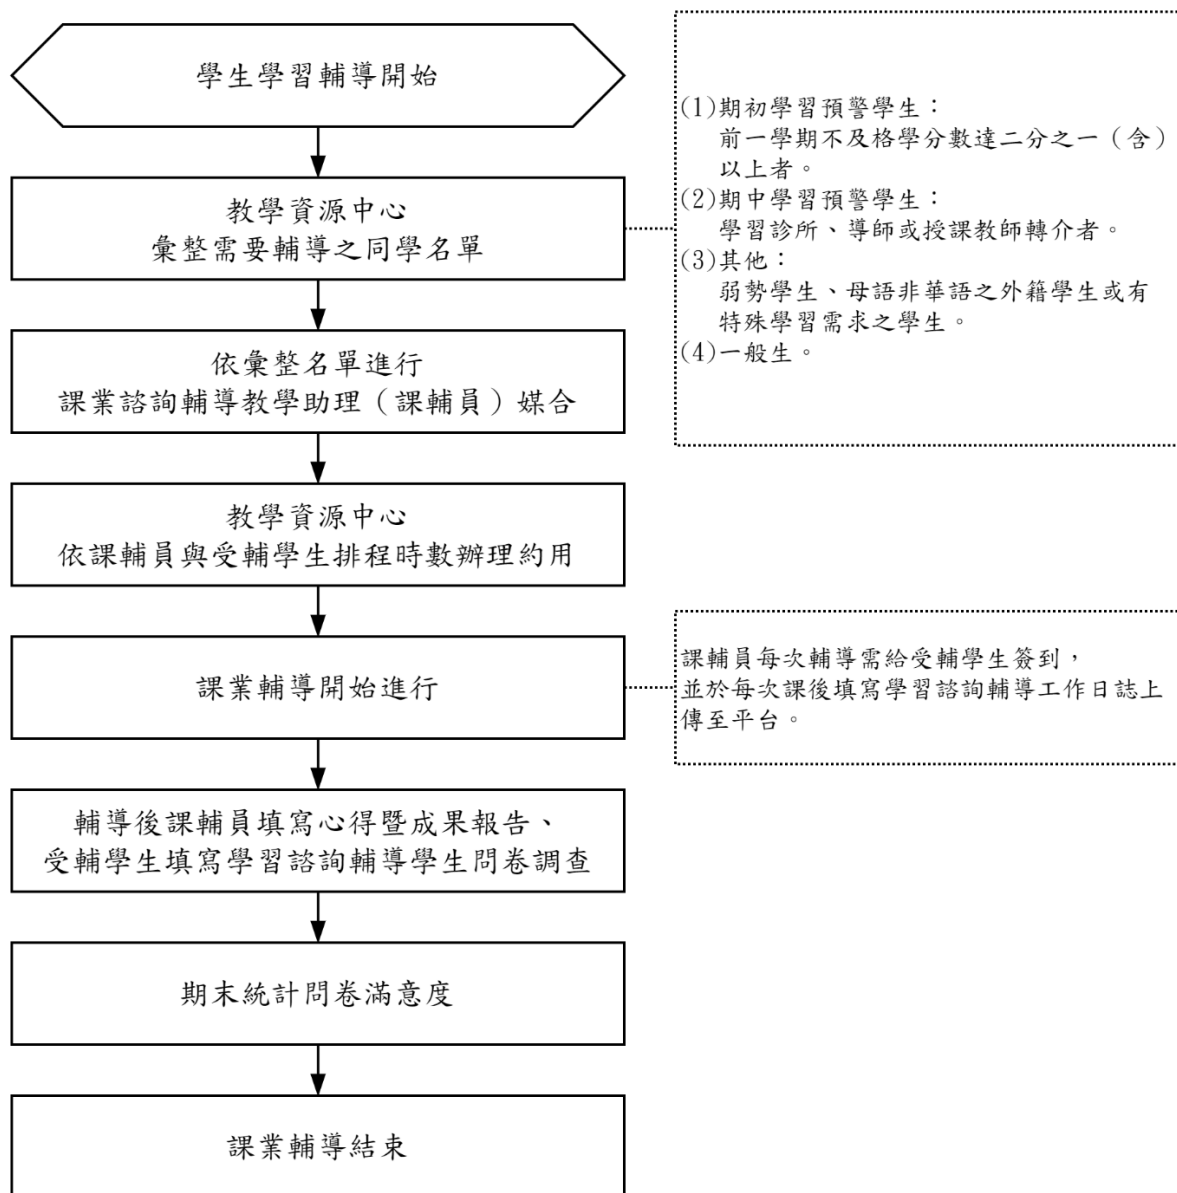 學生學習輔導開始
教學資源中心
彙整需要輔導之同學名單
(1)期初學習預警學生：
前一學期不及格學分數達二分之一（含）
以上者。
(2)期中學習預警學生：
學習診所、導師或授課教師轉介者。
(3)其他：
弱勢學生、母語非華語之外籍學生或有
特殊學習需求之學生。
(4)一般生。
依彙整名單進行
課業諮詢輔導教學助理（課輔員）媒合
教學資源中心
依課輔員與受輔學生排程時數辦理約用
課業輔導開始進行
課輔員每次輔導需給受輔學生簽到，
並於每次課後填寫學習諮詢輔導工作日誌上
傳至平台。
輔導後課輔員填寫心得暨成果報告、
受輔學生填寫學習諮詢輔導學生問卷調查
期末統計問卷滿意度
課業輔導結束